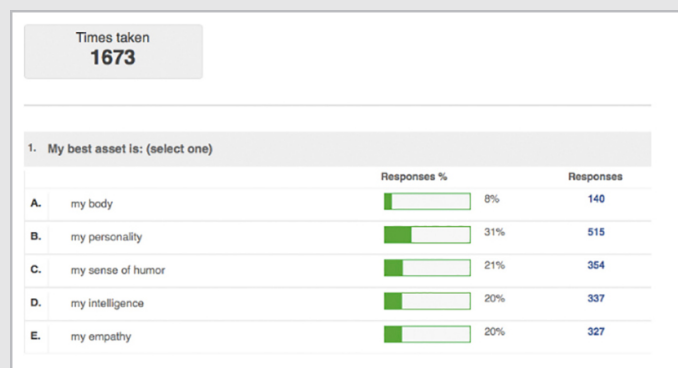 Times taken
1673
1. My best asset is: (select one)
Responses % Responses
A. my body 8% 140
B. my personality 31% 515
C. my sense of humor 21% 354
D. my intelligence 20% 337
E. my empathy 20% 327